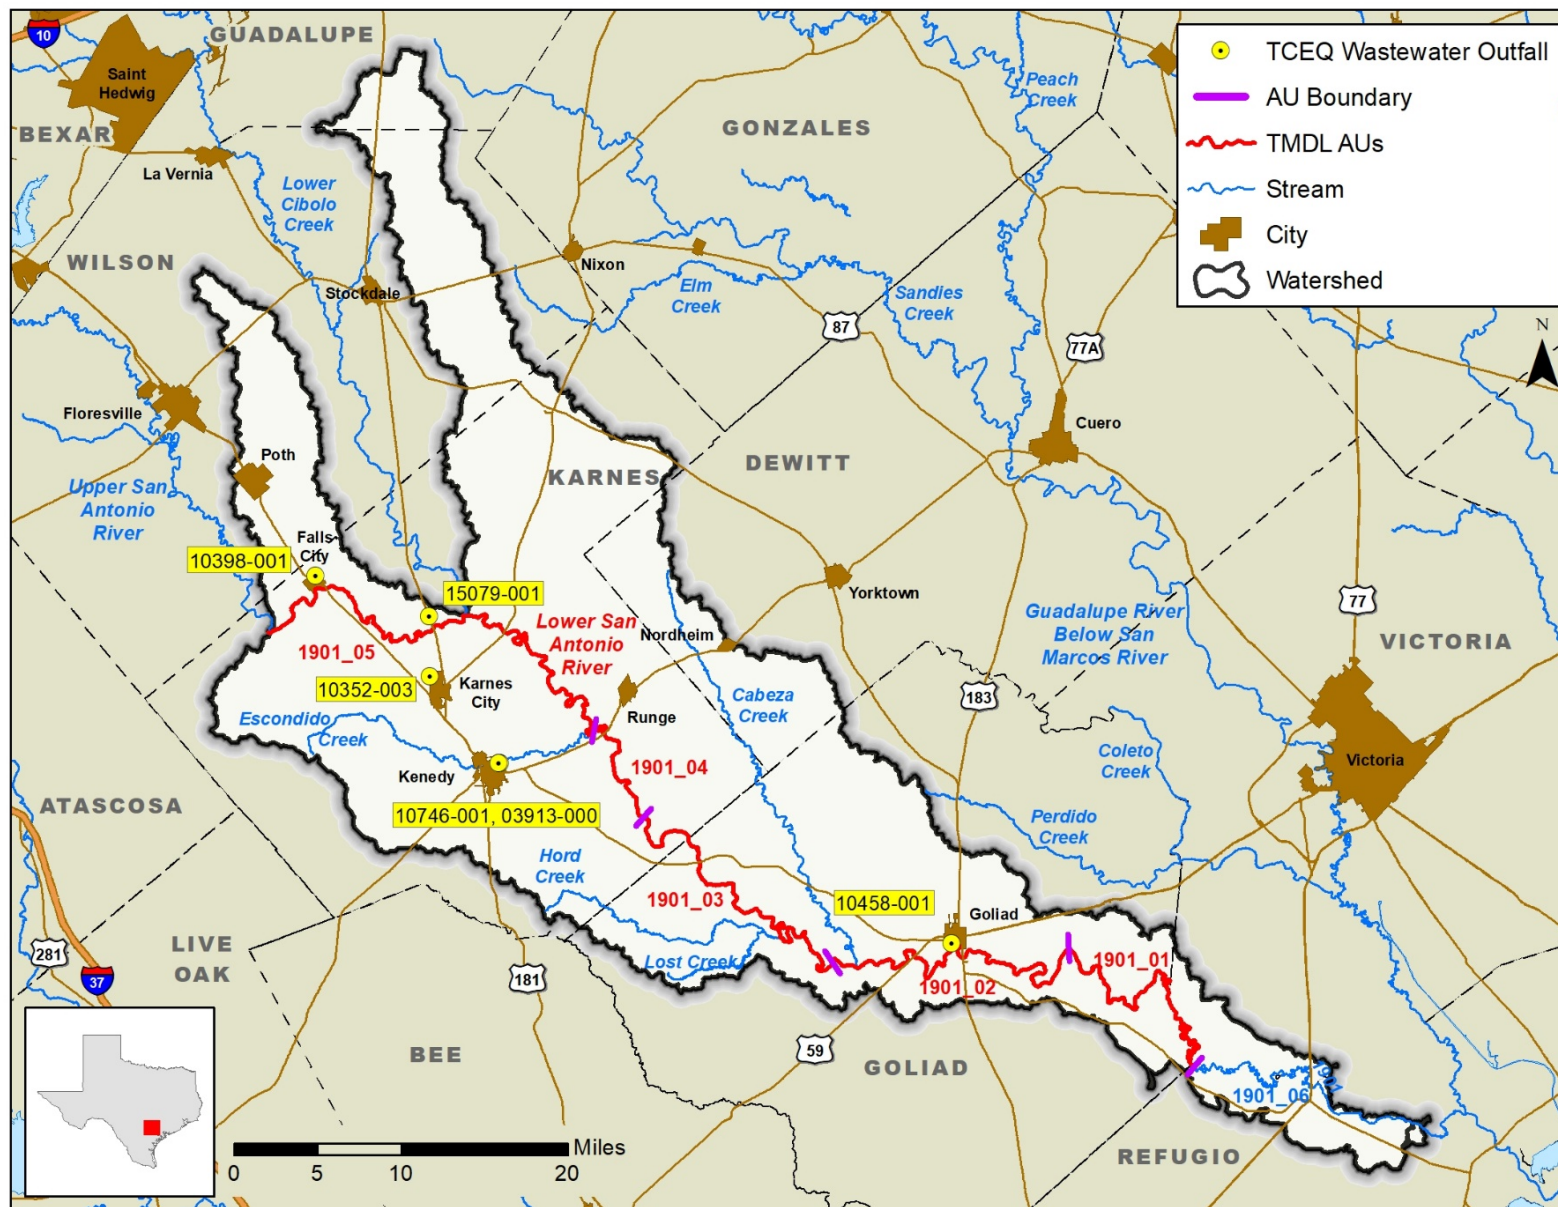 GUADALUPE
10
Saint
Hedwig
BEXAR
La Vernia
Lower
Cibolo
Creek
GONZALES
Peach
Creek
TCEQ Wastewater Outfall
AU Boundary
TMDL AUs
Stream
City
Watershed
N
WILSON
Stockdale
Nixon
Elm
Creek
Sandies
Creek
87
77A
Floresville
Poth
Cuero
KARNES
DEWITT
Upper San
Antonio
River
Falls
City
10398-001
15079-001
Yorktown
77
Lower San
Antonio
River
Nordheim
Guadalupe River
Below San
Marcos River
VICTORIA
1901_05
10352-003
Karnes
City
Runge
Cabeza
Creek
183
Escondido
Creek
Kenedy
1901_04
Coleto
Creek
Victoria
ATASCOSA
10746-001, 03913-000
Perdido
Creek
Hord
Creek
1901_03
10458-001
Goliad
LIVE
OAK
281
37
Lost Creek
181
1901_02
1901_01
BEE
59
GOLIAD
1901
1901_06
REFUGIO
Miles
0 5 10 20